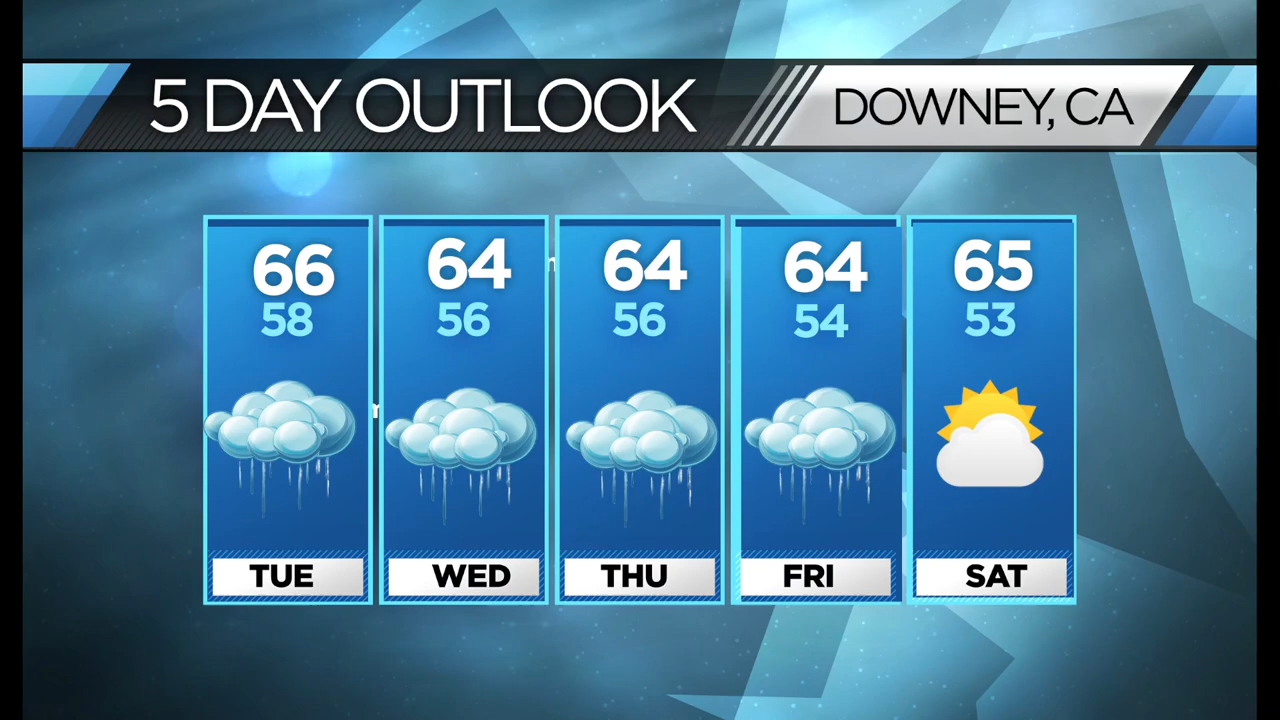 5 DAY OUTLOOK
DOWNEY, CA
66 64 64 64 65
58 56 56 54 53
TUE WED THU FRI SAT